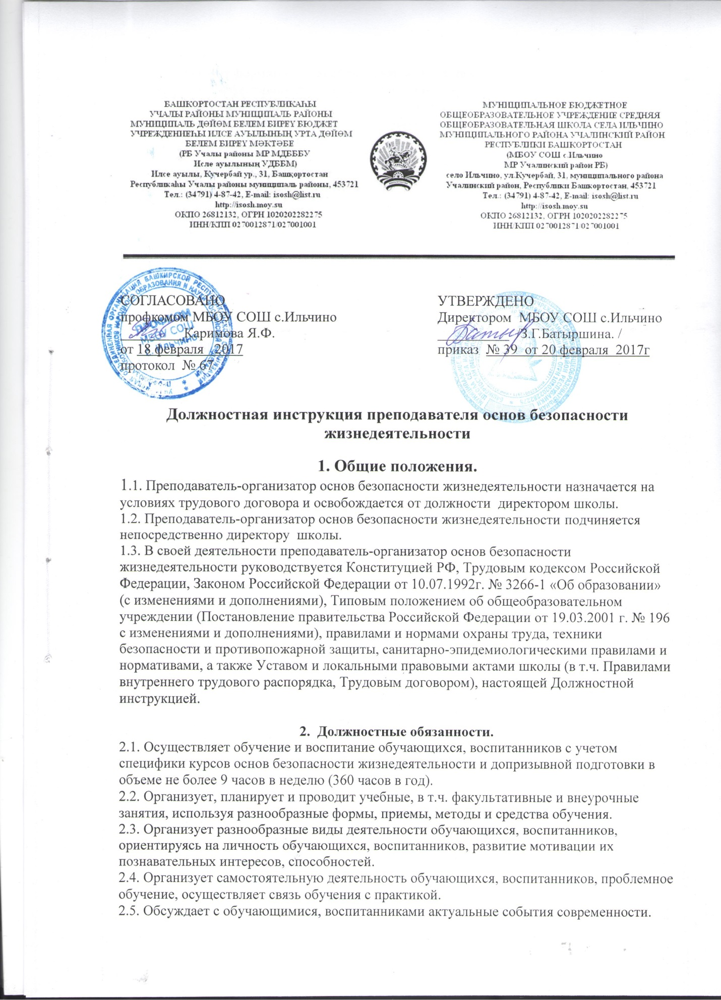 БАШКОРТОСТАН РЕСПУБЛИКАҺЫ
УЧАЛЫ РАЙОНЫ МУНИЦИПАЛЬ РАЙОНЫ
МУНИЦИПАЛЬ ДӨЙӨМ БЕЛЕМ БИРЕҮ БЮДЖЕТ
УЧРЕЖДЕНИЕҺЫ ИЛСЕ АУЫЛЫНЫҢ УРТА ДӨЙӨМ
БЕЛЕМ БИРЕҮ МӘКТӘБЕ
(РБ Учалы районы МР МДБББУ
Исле ауылының УДББМ)
Илсе ауылы, Кучербай ур., 31, Башҡортостан
Республикаһы Учалы районы муниципаль районы, 453721
Тел.: (34791) 4-87-42, E-mail: isosh@list.ru
http://isosh.moy.su
ОКПО 26812132, ОГРН 1020202282275
ИНН/КПП 0270012871/027001001
МУНИЦИПАЛЬНОЕ БЮДЖЕТНОЕ
ОБЩЕОБРАЗОВАТЕЛЬНОЕ УЧРЕЖДЕНИЕ СРЕДНЯЯ
ОБЩЕОБРАЗОВАТЕЛЬНАЯ ШКОЛА СЕЛА ИЛЬЧИНО
МУНИЦИПАЛЬНОГО РАЙОНА УЧАЛИНСКИЙ РАЙОН
РЕСПУБЛИКИ БАШКОРТОСТАН
(МБОУ СОШ с.Ильчино
МР Учалинский район РБ)
село Ильчино, ул.Кучербай, 31, муниципального района
Учалинский район, Республики Башкортостан, 453721
Тел.: (34791) 4-87-42, E-mail: isosh@list.ru
http://isosh.moy.su
ОКПО 26812132, ОГРН 1020202282275
ИНН/КПП 0270012871/027001001
СОГЛАСОВАНО
профкомом МБОУ СОШ с.Ильчино
Каримова Я.Ф.
от 18 февраля 2017
протокол № 67
ПРОФКОМ
МБОУ СОШ
с. Ильчино
УТВЕРЖДЕНО
Директором МБОУ СОШ с.Ильчино
__________ /З.Г.Батыршина. /
приказ № 39 от 20 февраля 2017г
Должностная инструкция преподавателя основ безопасности
жизнедеятельности
1. Общие положения.
1.1. Преподаватель-организатор основ безопасности жизнедеятельности назначается на
условиях трудового договора и освобождается от должности директором школы.
1.2. Преподаватель-организатор основ безопасности жизнедеятельности подчиняется
непосредственно директору школы.
1.3. В своей деятельности преподаватель-организатор основ безопасности
жизнедеятельности руководствуется Конституцией РФ, Трудовым кодексом Российской
Федерации, Законом Российской Федерации от 10.07.1992г. № 3266-1 «Об образовании»
(с изменениями и дополнениями), Типовым положением об общеобразовательном
учреждении (Постановление правительства Российской Федерации от 19.03.2001 г. № 196
с изменениями и дополнениями), правилами и нормами охраны труда, техники
безопасности и противопожарной защиты, санитарно-эпидемиологическими правилами и
нормативами, а также Уставом и локальными правовыми актами школы (в т.ч. Правилами
внутреннего трудового распорядка, Трудовым договором), настоящей Должностной
инструкцией.
2. Должностные обязанности.
2.1. Осуществляет обучение и воспитание обучающихся, воспитанников с учетом
специфики курсов основ безопасности жизнедеятельности и допризывной подготовки в
объеме не более 9 часов в неделю (360 часов в год).
2.2. Организует, планирует и проводит учебные, в т.ч. факультативные и внеурочные
занятия, используя разнообразные формы, приемы, методы и средства обучения.
2.3. Организует разнообразные виды деятельности обучающихся, воспитанников,
ориентируясь на личность обучающихся, воспитанников, развитие мотивации их
познавательных интересов, способностей.
2.4. Организует самостоятельную деятельность обучающихся, воспитанников, проблемное
обучение, осуществляет связь обучения с практикой.
2.5. Обсуждает с обучающимися, воспитанниками актуальные события современности.